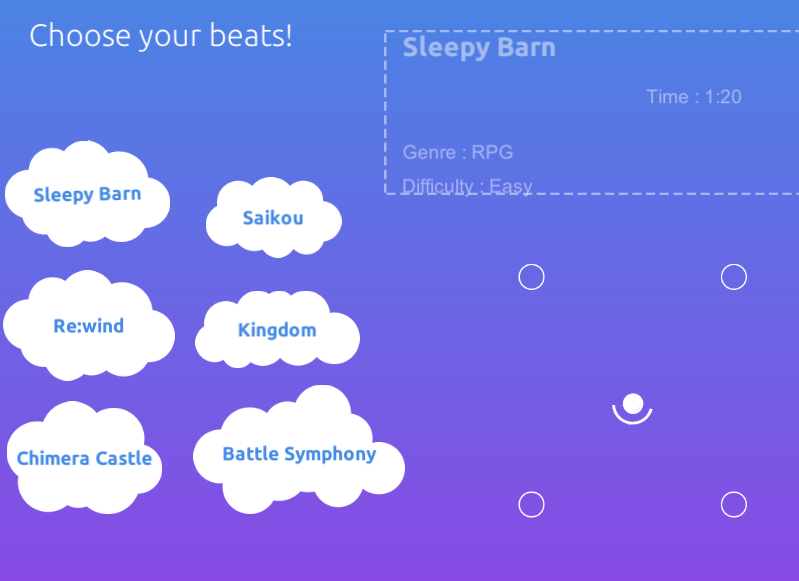 Choose your beats!
Sleepy Barn
Time : 1:20
Genre : RPG
Difficulty : Easy
Sleepy Barn
Saikou
Re:wind
Kingdom
Chimera Castle
Battle Symphony